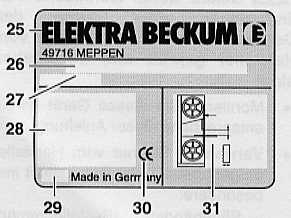 25 ELEKTRA BECKUM E
49716 MEPPEN
26
27
28
Made in Germany
CE
29 30 31